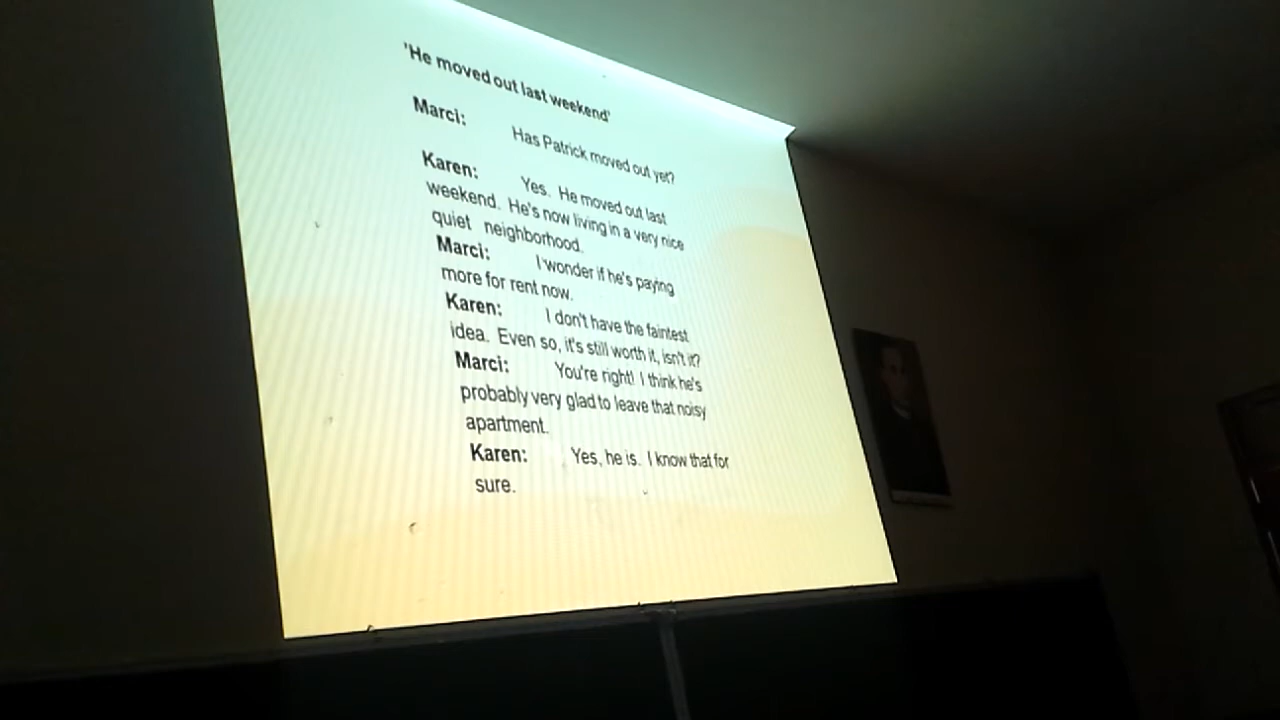 'He moved out last weekend'
Marci: Has Patrick moved out yet?
Karen: Yes. He moved out last
weekend. He's now living in a very nice
quiet neighborhood.
Marci: I wonder if he's paying
more for rent now.
Karen: I don't have the faintest
idea. Even so, it's still worth it, isn't it?
Marci: You're right! I think he's
probably very glad to leave that noisy
apartment.
Karen: Yes, he is. I know that for
sure.